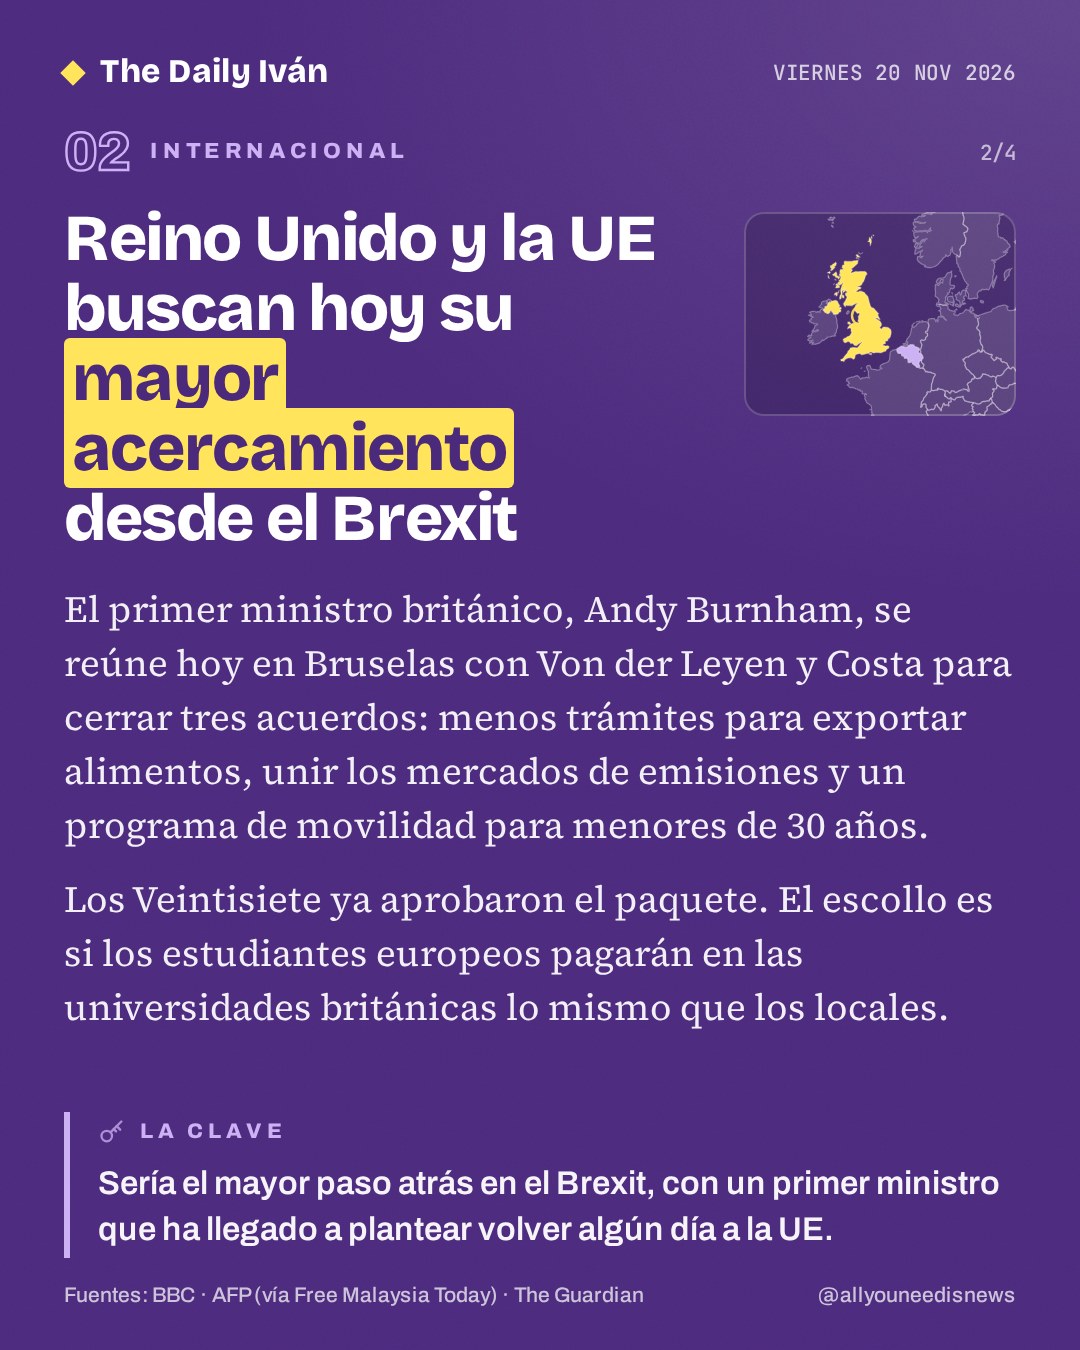 The Daily Iván
VIERNES 20 NOV 2026
02 INTERNACIONAL
2/4
Reino Unido y la UE
buscan hoy su
mayor
acercamiento
desde el Brexit
El primer ministro británico, Andy Burnham, se
reúne hoy en Bruselas con Von der Leyen y Costa para
cerrar tres acuerdos: menos trámites para exportar
alimentos, unir los mercados de emisiones y un
programa de movilidad para menores de 30 años.
Los Veintisiete ya aprobaron el paquete. El escollo es
si los estudiantes europeos pagarán en las
universidades británicas lo mismo que los locales.
LA CLAVE
Sería el mayor paso atrás en el Brexit, con un primer ministro
que ha llegado a plantear volver algún día a la UE.
Fuentes: BBC · AFP (vía Free Malaysia Today) · The Guardian
@allyouneedisnews